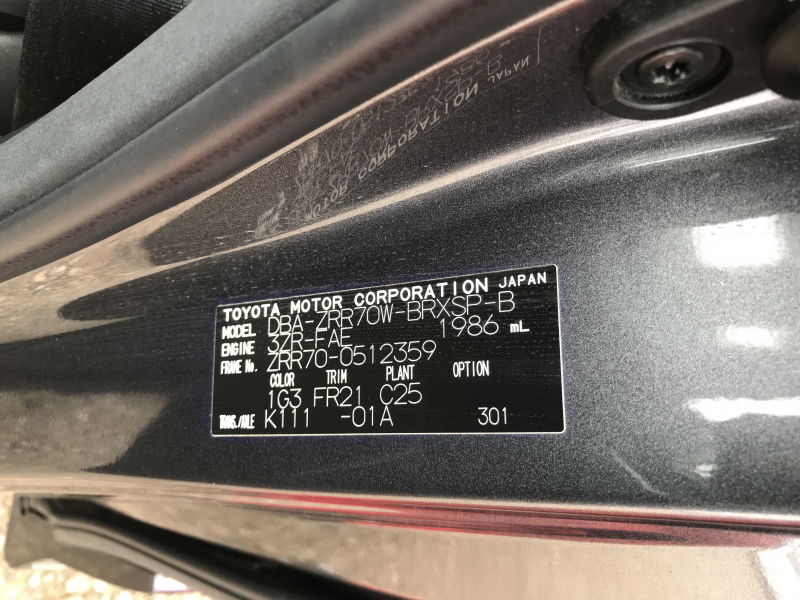 TOYOTA MOTOR CORPORATION JAPAN
MODEL DBA-ZRR70W-BRXSP-B
ENGINE 3ZR-FAE 1986 mL
FRAME No. ZRR70-0512359
COLOR TRIM PLANT OPTION
1G3 FR21 C25
TRANS./AXLE K111 -01A 301